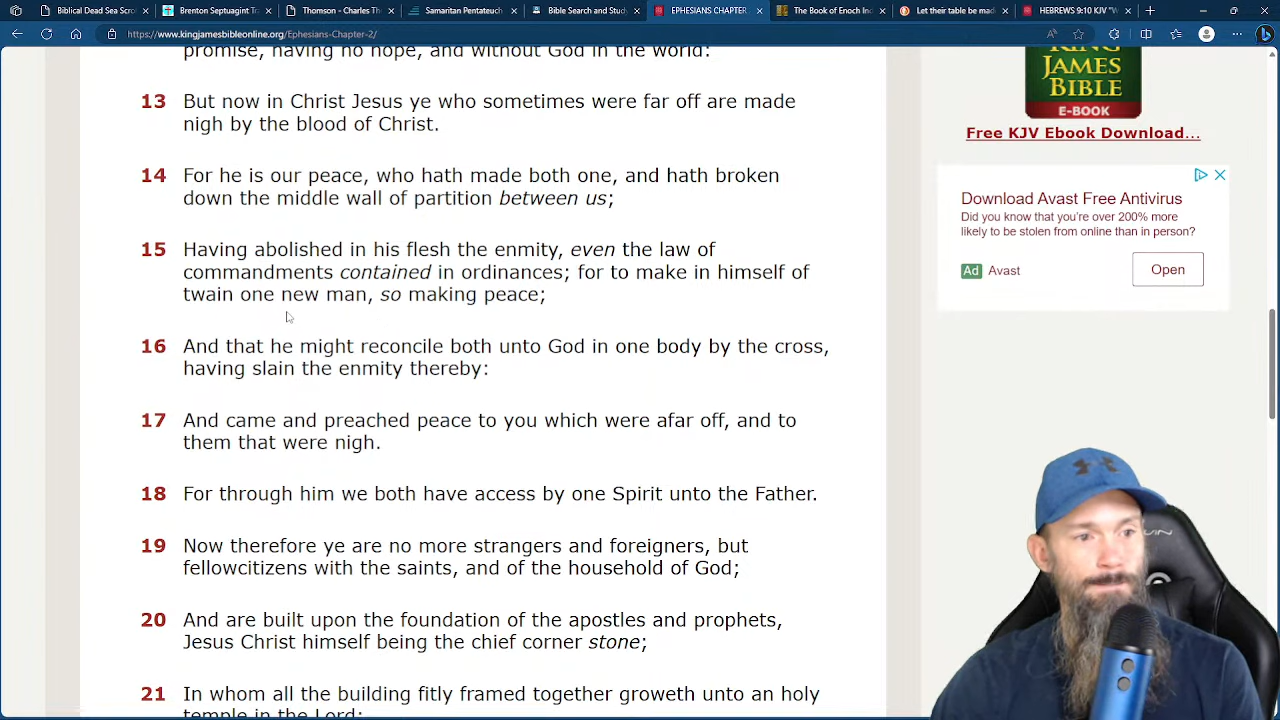 Biblical Dead Sea Scro
Brenton Septuagint Tra
Thomson - Charles Th
Samaritan Pentateuch
Bible Search and Study
EPHESIANS CHAPTER
The Book of Enoch Ind
Let their table be made
HEBREWS 9:10 KJV "W
https://www.kingjamesbibleonline.org/Ephesians-Chapter-2/
promise, having no hope, and without God in the world:
13 But now in Christ Jesus ye who sometimes were far off are made
nigh by the blood of Christ.
14 For he is our peace, who hath made both one, and hath broken
down the middle wall of partition between us;
15 Having abolished in his flesh the enmity, even the law of
commandments contained in ordinances; for to make in himself of
twain one new man, so making peace;
16 And that he might reconcile both unto God in one body by the cross,
having slain the enmity thereby:
17 And came and preached peace to you which were afar off, and to
them that were nigh.
18 For through him we both have access by one Spirit unto the Father.
19 Now therefore ye are no more strangers and foreigners, but
fellowcitizens with the saints, and of the household of God;
20 And are built upon the foundation of the apostles and prophets,
Jesus Christ himself being the chief corner stone;
21 In whom all the building fitly framed together groweth unto an holy
temple in the Lord:
KING
JAMES
BIBLE
E-BOOK
Free KJV Ebook Download...
Download Avast Free Antivirus
Did you know that you're over 200% more
likely to be stolen from online than in person?
Ad Avast
Open